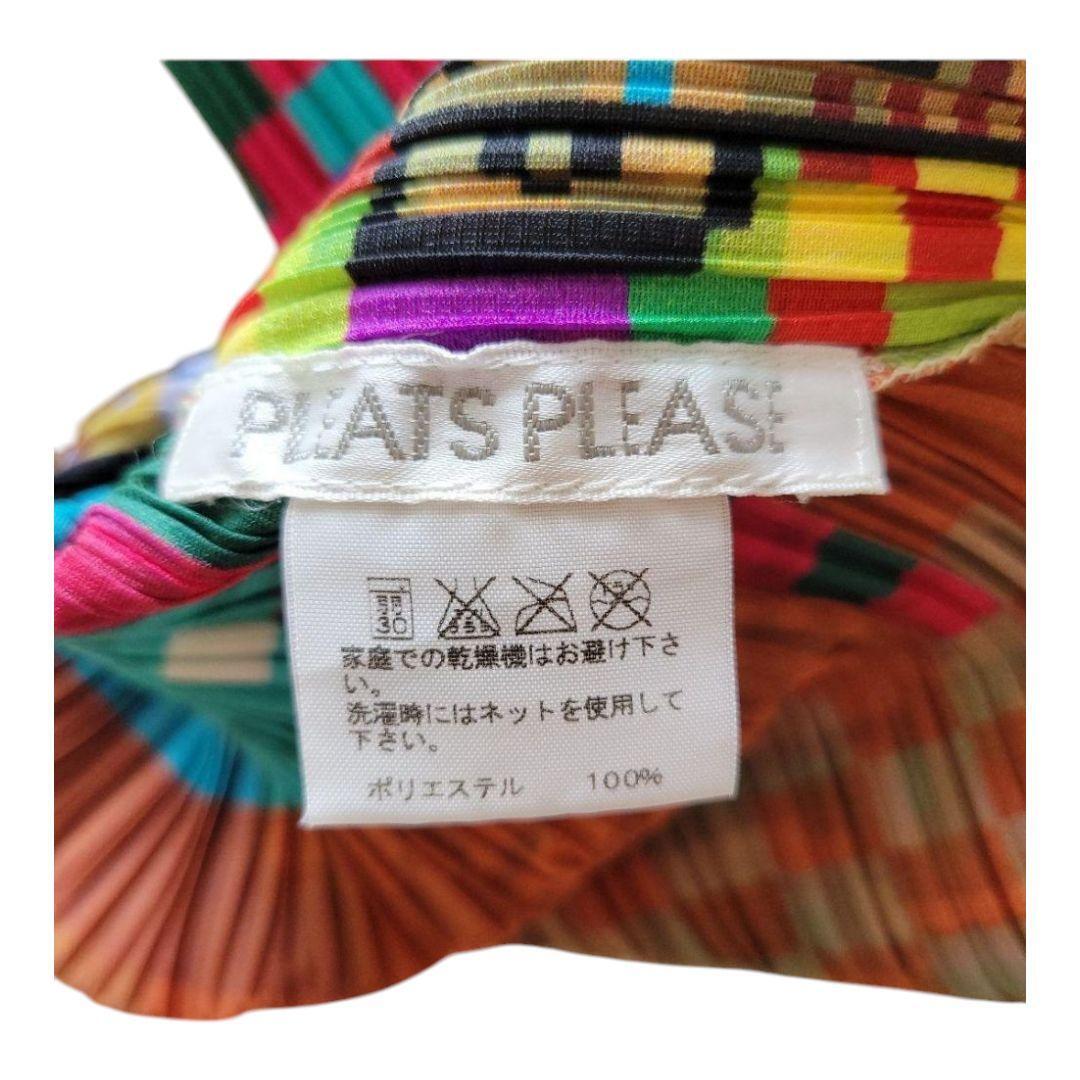 PLEATS PLEASE
30
家庭での乾燥機はお避け下さ
い。
洗濯時にはネットを使用して
下さい。
ポリエステル 100%